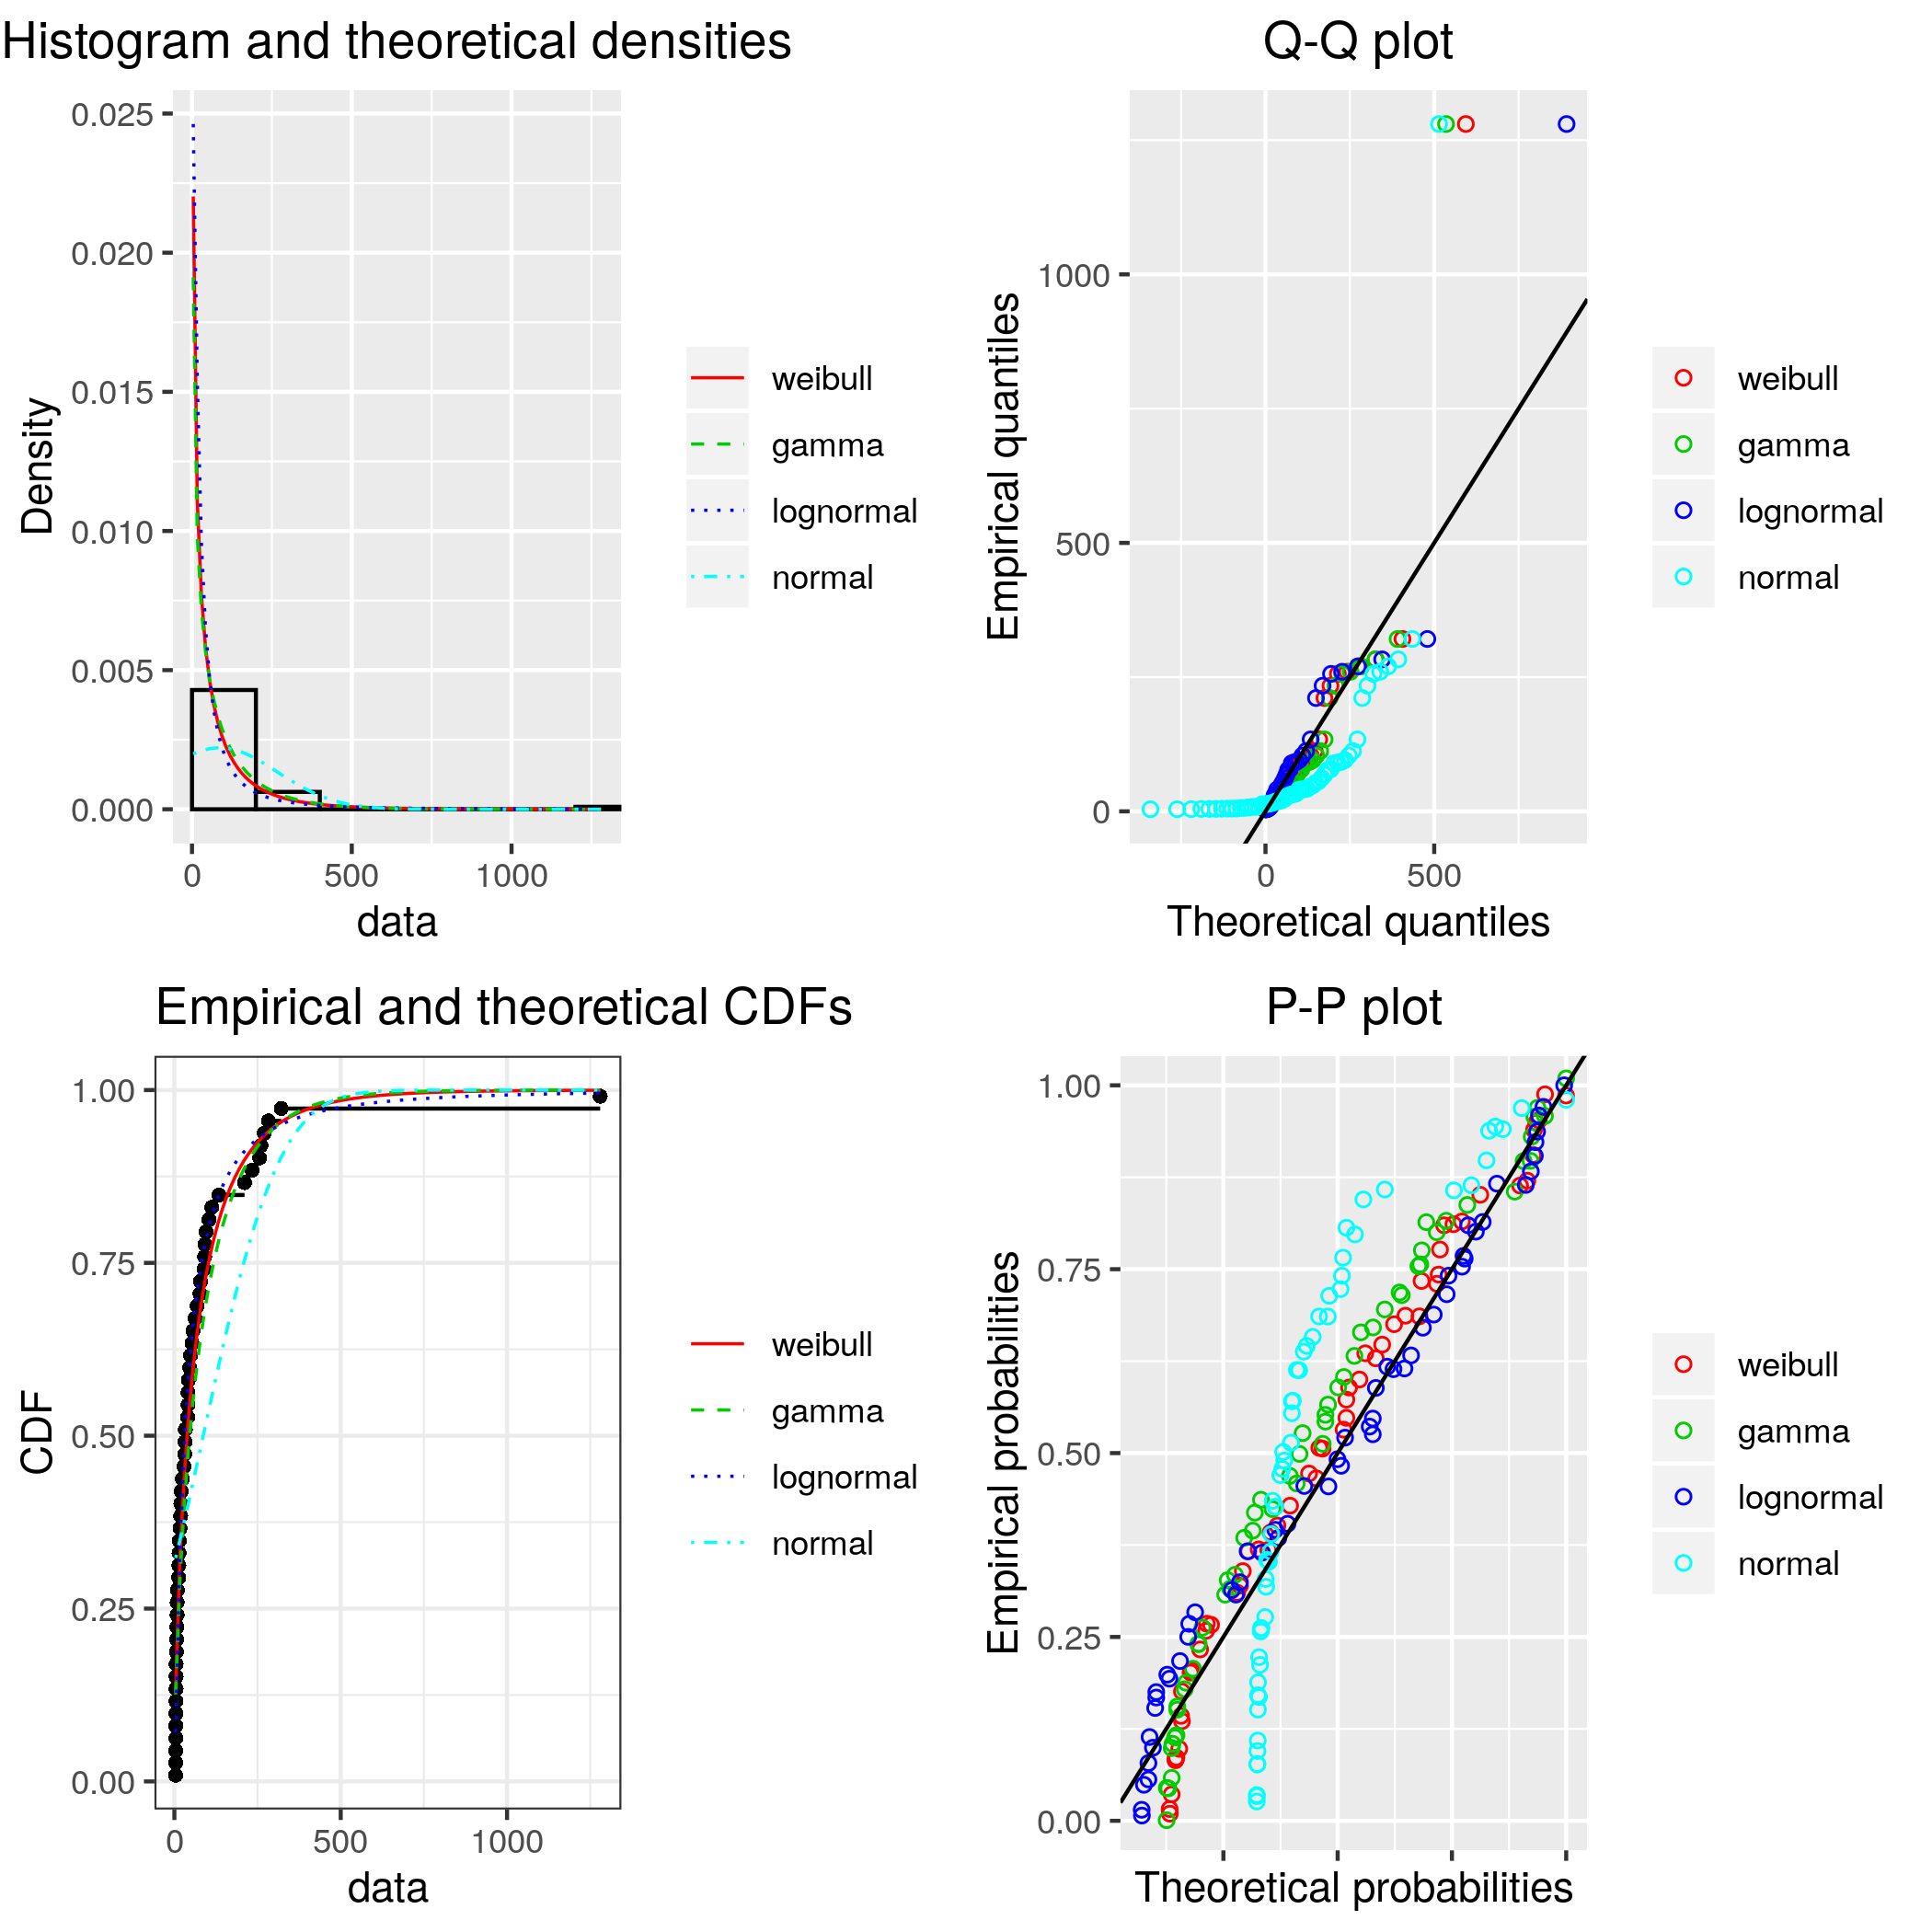 Histogram and theoretical densities
0.025
0.020
0.015
0.010
0.005
0.000
Density
0 500 1000
data
weibull
gamma
lognormal
normal
Q-Q plot
1000
500
0
Empirical quantiles
0 500
Theoretical quantiles
weibull
gamma
lognormal
normal
Empirical and theoretical CDFs
1.00
0.75
0.50
0.25
0.00
CDF
0 500 1000
data
weibull
gamma
lognormal
normal
P-P plot
1.00
0.75
0.50
0.25
0.00
Empirical probabilities
Theoretical probabilities
weibull
gamma
lognormal
normal